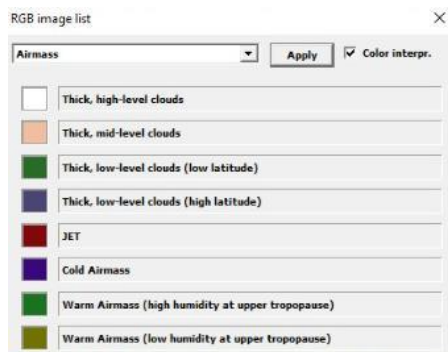 RGB image list
Airmass
Apply
Color interpr.
Thick, high-level clouds
Thick, mid-level clouds
Thick, low-level clouds (low latitude)
Thick, low-level clouds (high latitude)
JET
Cold Airmass
Warm Airmass (high humidity at upper tropopause)
Warm Airmass (low humidity at upper tropopause)